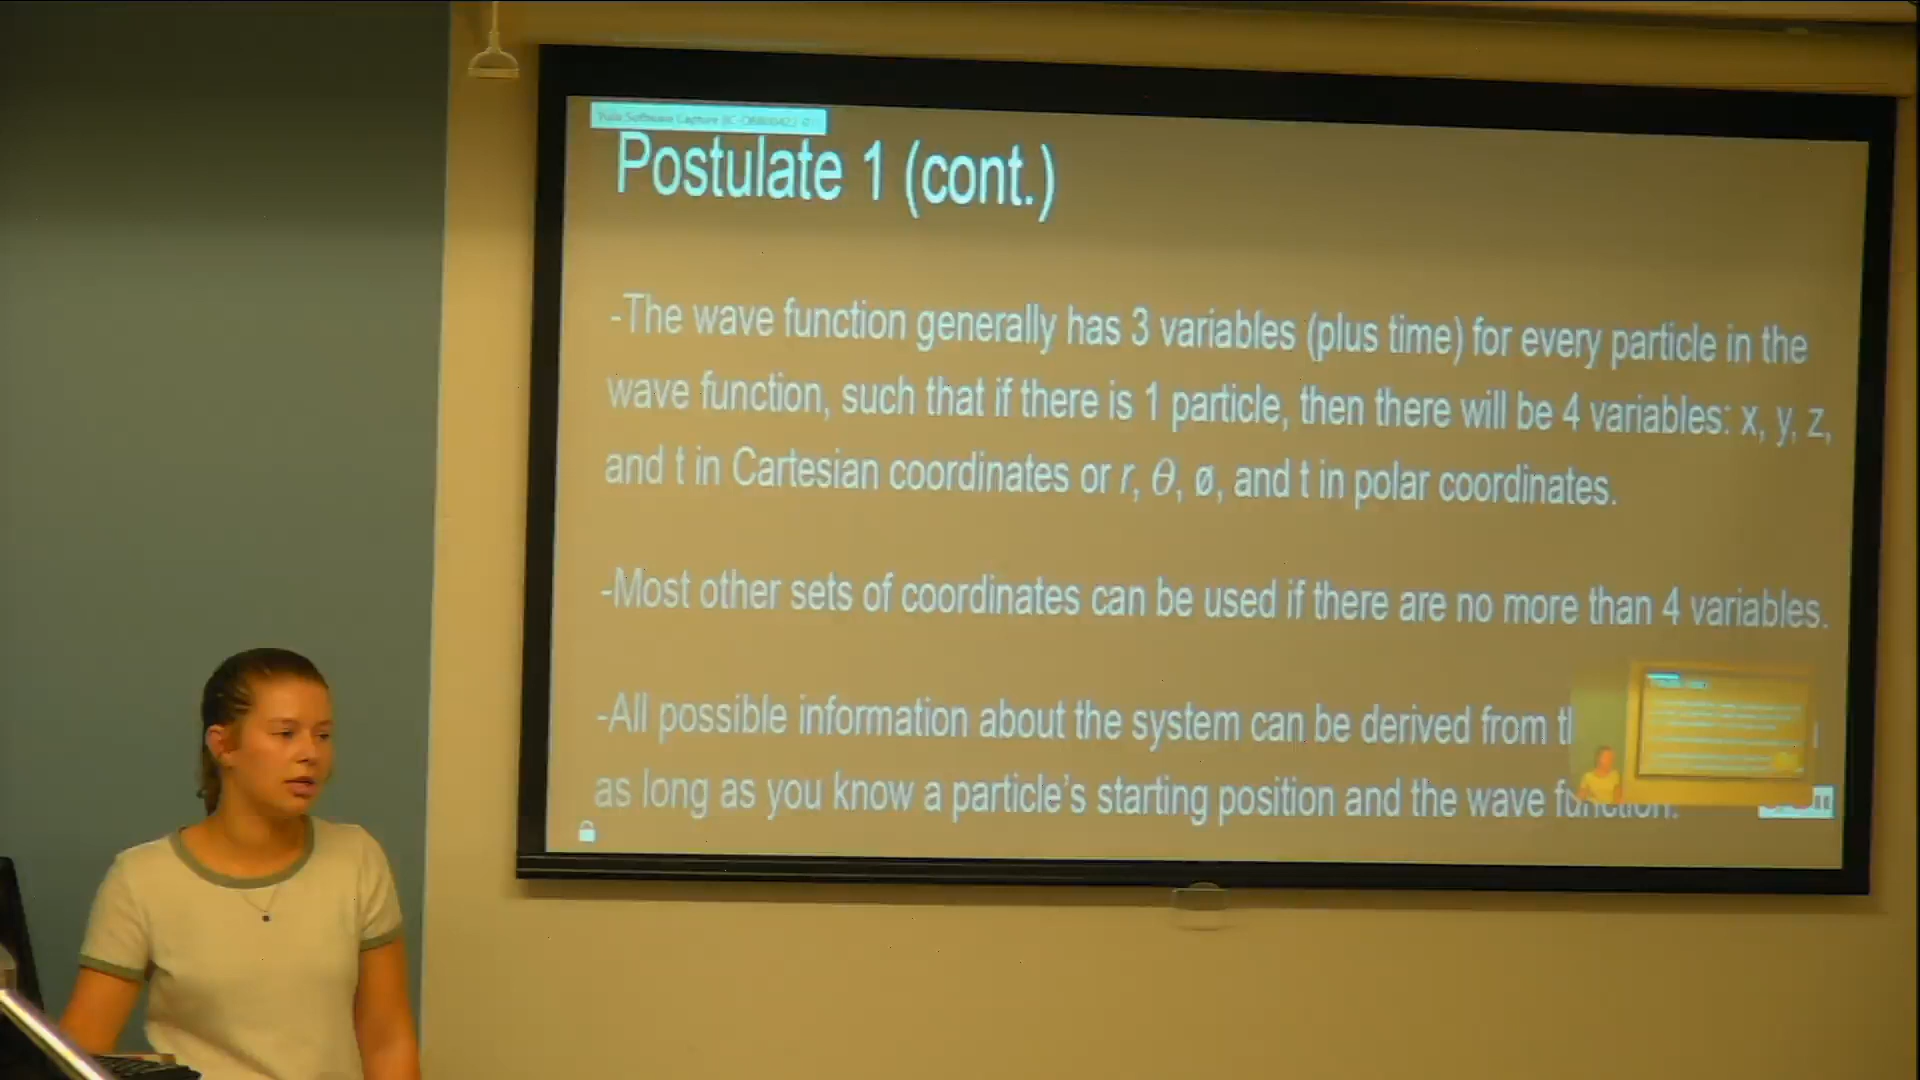 Yuja Software Capture
Postulate 1 (cont.)
-The wave function generally has 3 variables (plus time) for every particle in the
wave function, such that if there is 1 particle, then there will be 4 variables: x, y, z,
and t in Cartesian coordinates or r, θ, ø, and t in polar coordinates.
-Most other sets of coordinates can be used if there are no more than 4 variables.
-All possible information about the system can be derived from
as long as you know a particle's starting position and the wave function.